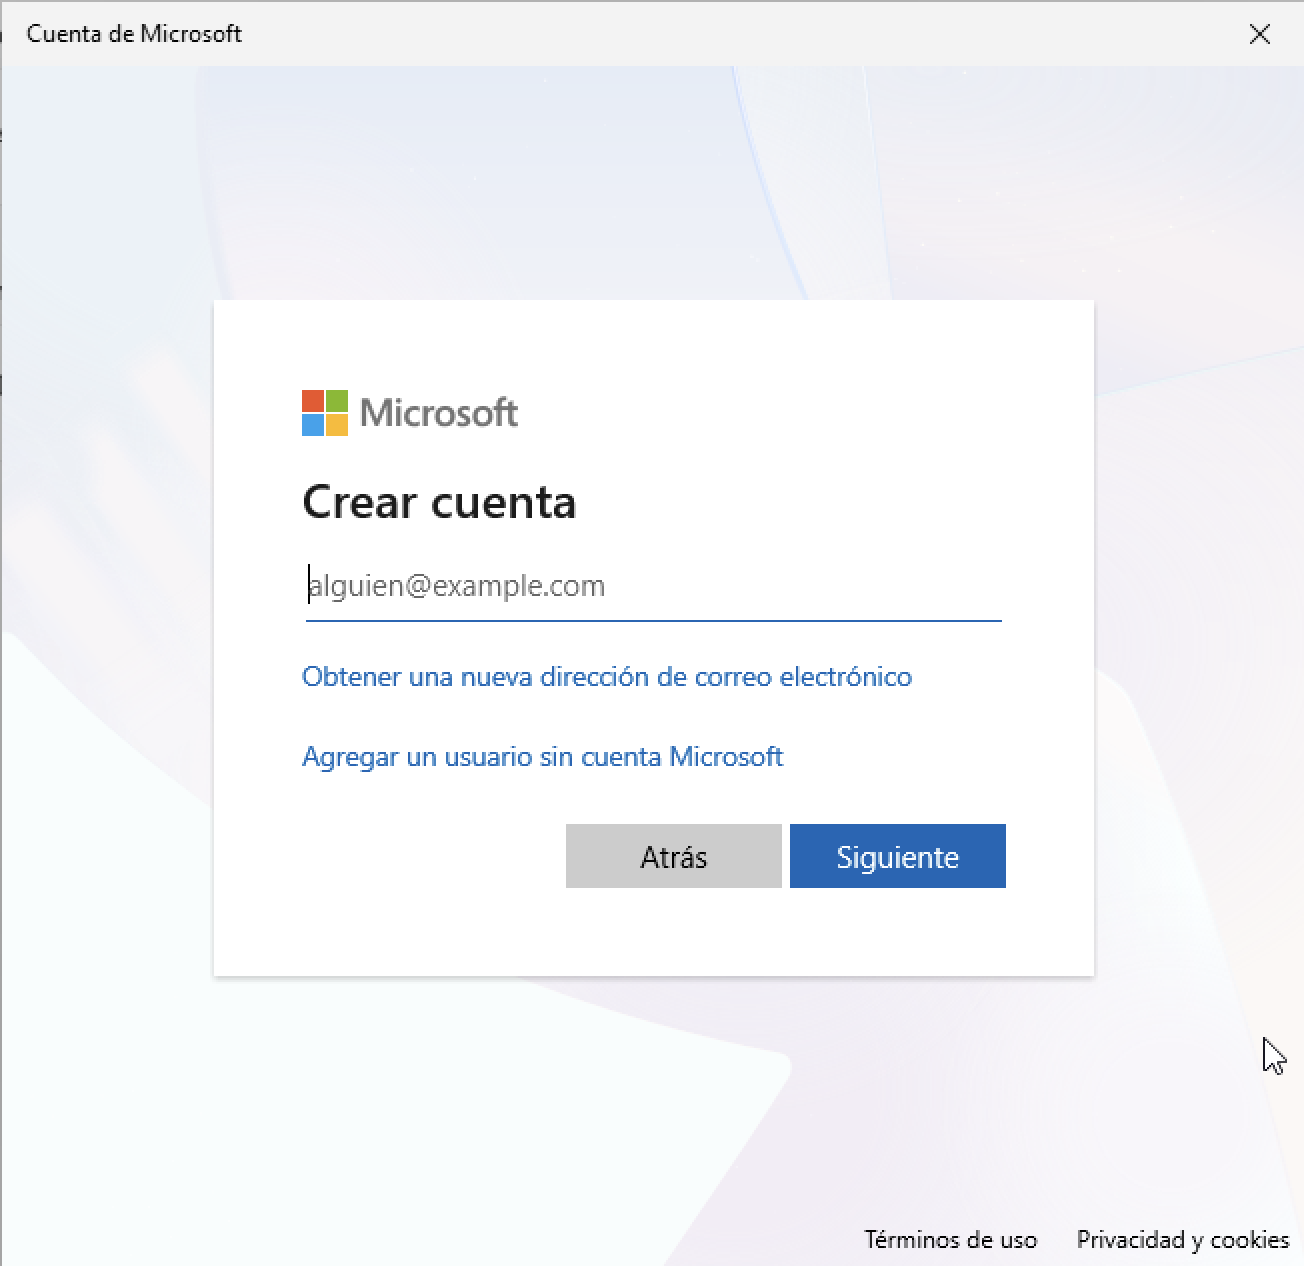 Cuenta de Microsoft
Microsoft
Crear cuenta
alguien@example.com
Obtener una nueva dirección de correo electrónico
Agregar un usuario sin cuenta Microsoft
Atrás Siguiente
Términos de uso Privacidad y cookies